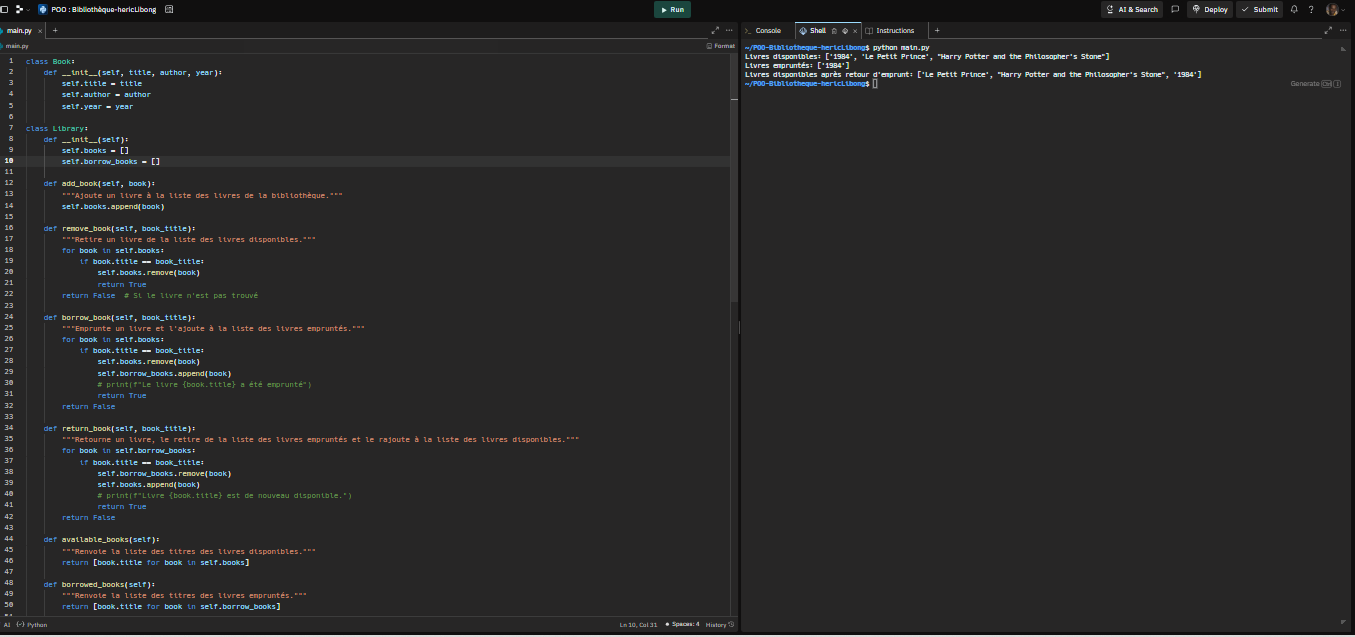 POO : Bibliothèque-hericLibong
Run
AI & Search
Deploy
Submit
main.py
Console
Shell
Instructions
main.py
Format
1 class Book:
2     def __init__(self, title, author, year):
3         self.title = title
4         self.author = author
5         self.year = year
6
7 class Library:
8     def __init__(self):
9         self.books = []
10         self.borrow_books = []
11
12     def add_book(self, book):
13         """Ajoute un livre à la liste des livres de la bibliothèque."""
14         self.books.append(book)
15
16     def remove_book(self, book_title):
17         """Retire un livre de la liste des livres disponibles."""
18         for book in self.books:
19             if book.title == book_title:
20                 self.books.remove(book)
21                 return True
22         return False  # Si le livre n'est pas trouvé
23
24     def borrow_book(self, book_title):
25         """Emprunte un livre et l'ajoute à la liste des livres empruntés."""
26         for book in self.books:
27             if book.title == book_title:
28                 self.books.remove(book)
29                 self.borrow_books.append(book)
30                 # print(f"Le livre {book.title} a été emprunté")
31                 return True
32         return False
33
34     def return_book(self, book_title):
35         """Retourne un livre, le retire de la liste des livres empruntés et le rajoute à la liste des livres disponibles."""
36         for book in self.borrow_books:
37             if book.title == book_title:
38                 self.borrow_books.remove(book)
39                 self.books.append(book)
40                 # print(f"Livre {book.title} est de nouveau disponible.")
41                 return True
42         return False
43
44     def available_books(self):
45         """Renvoie la liste des titres des livres disponibles."""
46         return [book.title for book in self.books]
47
48     def borrowed_books(self):
49         """Renvoie la liste des titres des livres empruntés."""
50         return [book.title for book in self.borrow_books]
AI {··} Python
Ln 10, Col 31
Spaces: 4
History
~/POO-Bibliotheque-hericLibong$ python main.py
Livres disponibles: ['1984', 'Le Petit Prince', "Harry Potter and the Philosopher's Stone"]
Livres empruntés: ['1984']
Livres disponibles après retour d'emprunt: ['Le Petit Prince', "Harry Potter and the Philosopher's Stone", '1984']
~/POO-Bibliotheque-hericLibong$
Generate Ctrl I